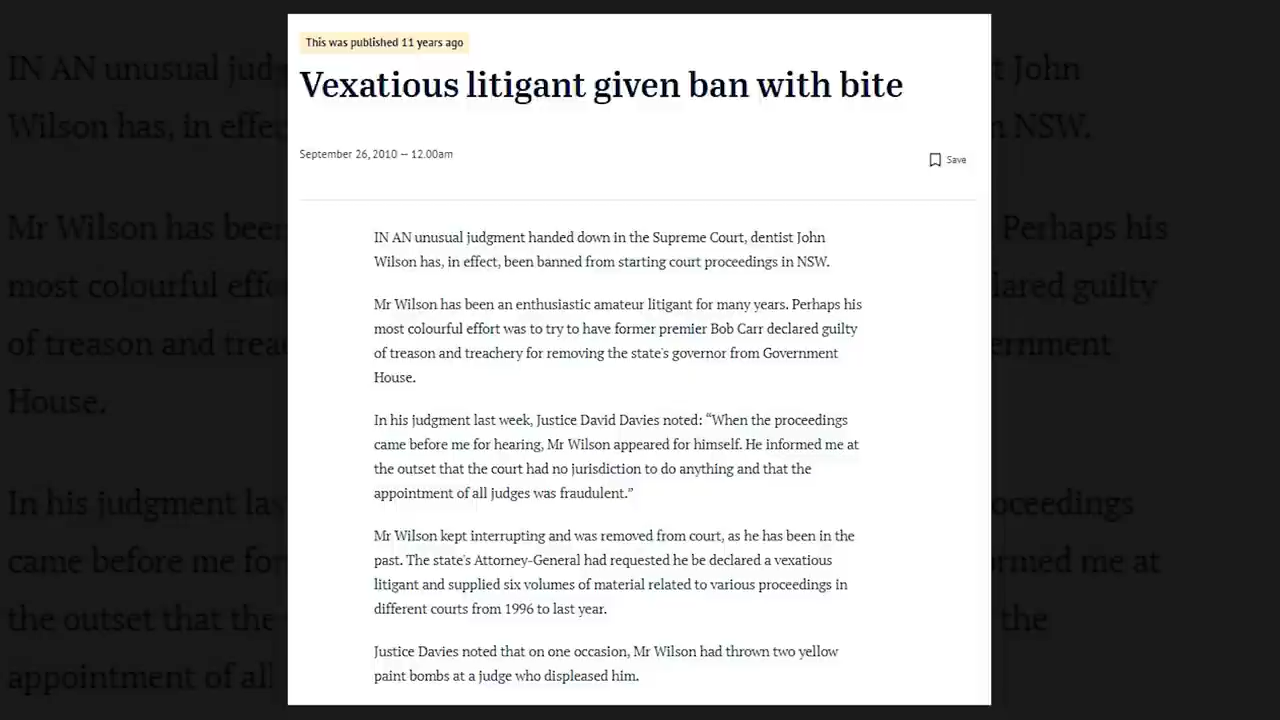 This was published 11 years ago
Vexatious litigant given ban with bite
September 26, 2010 — 12.00am
Save
IN AN unusual judgment handed down in the Supreme Court, dentist John
Wilson has, in effect, been banned from starting court proceedings in NSW.
Mr Wilson has been an enthusiastic amateur litigant for many years. Perhaps his
most colourful effort was to try to have former premier Bob Carr declared guilty
of treason and treachery for removing the state's governor from Government
House.
In his judgment last week, Justice David Davies noted: “When the proceedings
came before me for hearing, Mr Wilson appeared for himself. He informed me at
the outset that the court had no jurisdiction to do anything and that the
appointment of all judges was fraudulent.”
Mr Wilson kept interrupting and was removed from court, as he has been in the
past. The state's Attorney-General had requested he be declared a vexatious
litigant and supplied six volumes of material related to various proceedings in
different courts from 1996 to last year.
Justice Davies noted that on one occasion, Mr Wilson had thrown two yellow
paint bombs at a judge who displeased him.